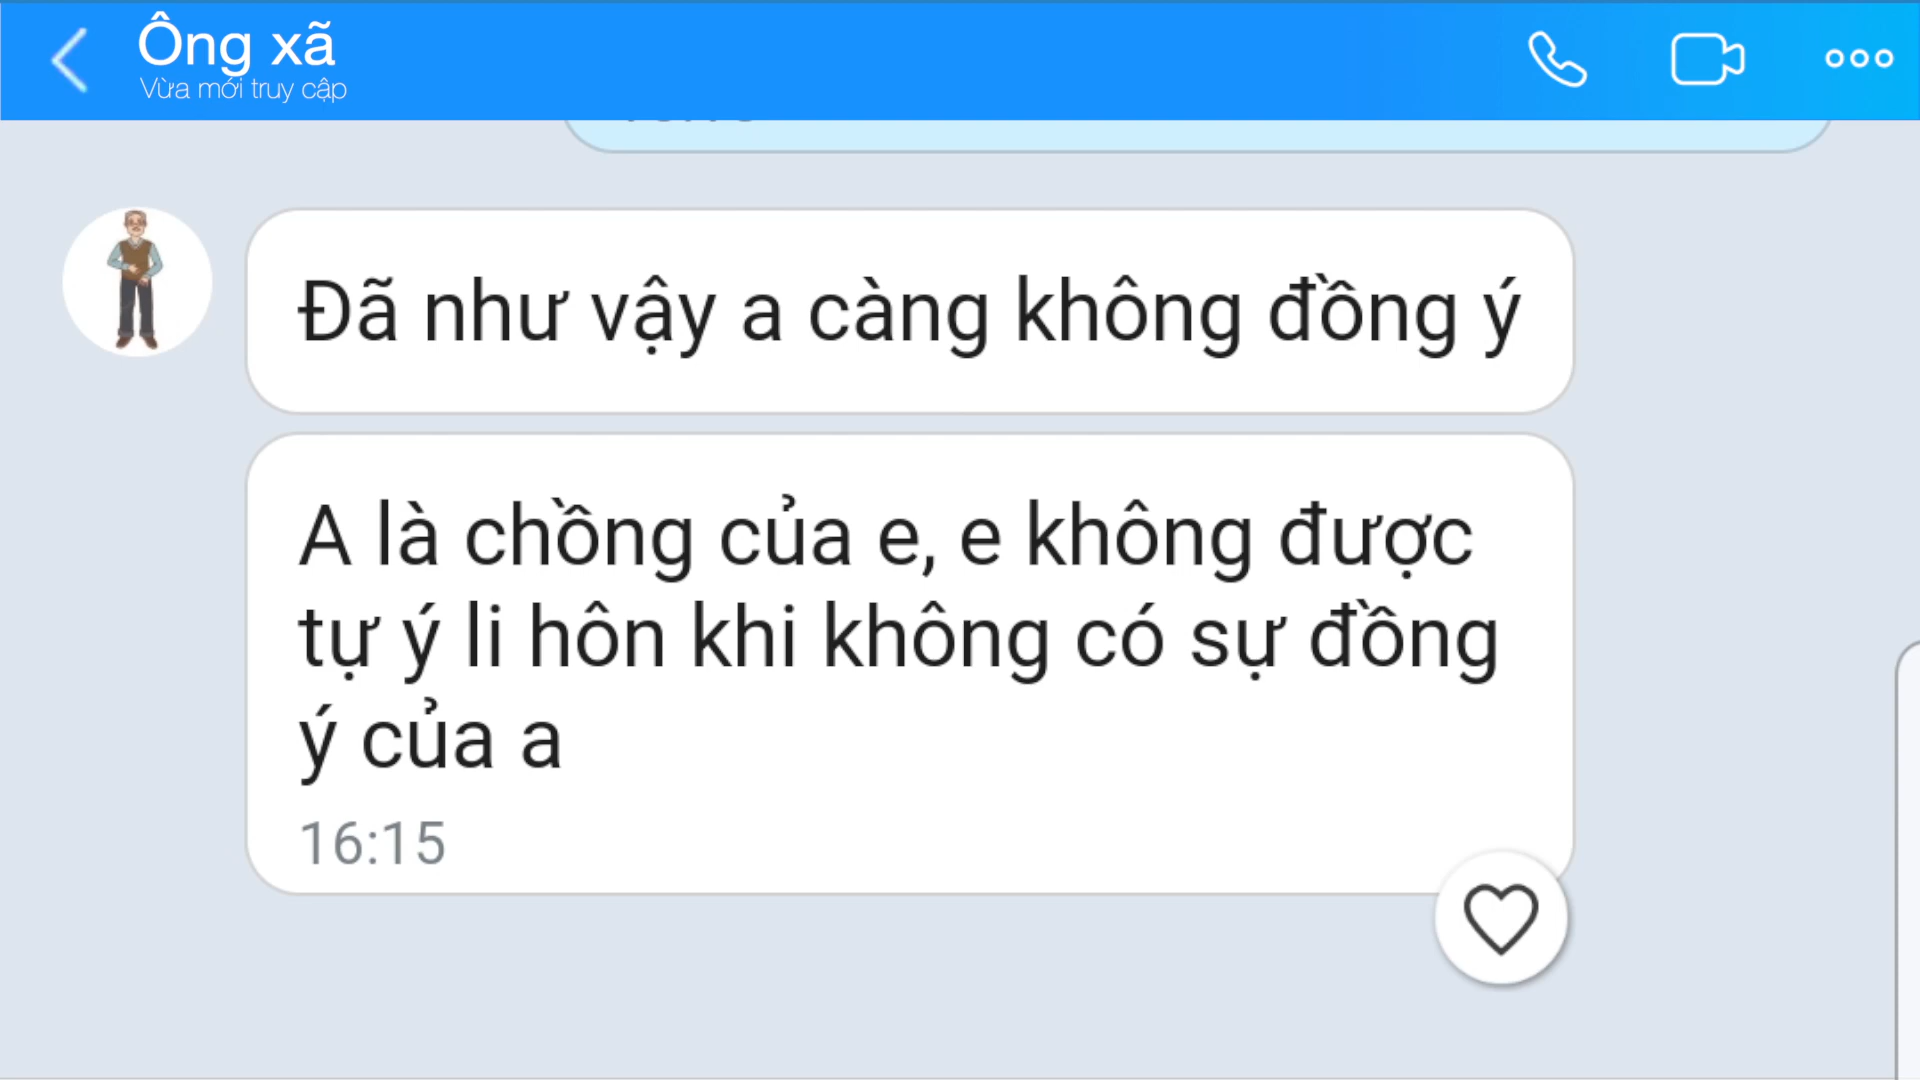 Ông xã
Vừa mới truy cập
Đã như vậy a càng không đồng ý
A là chồng của e, e không được
tự ý li hôn khi không có sự đồng
ý của a
16:15